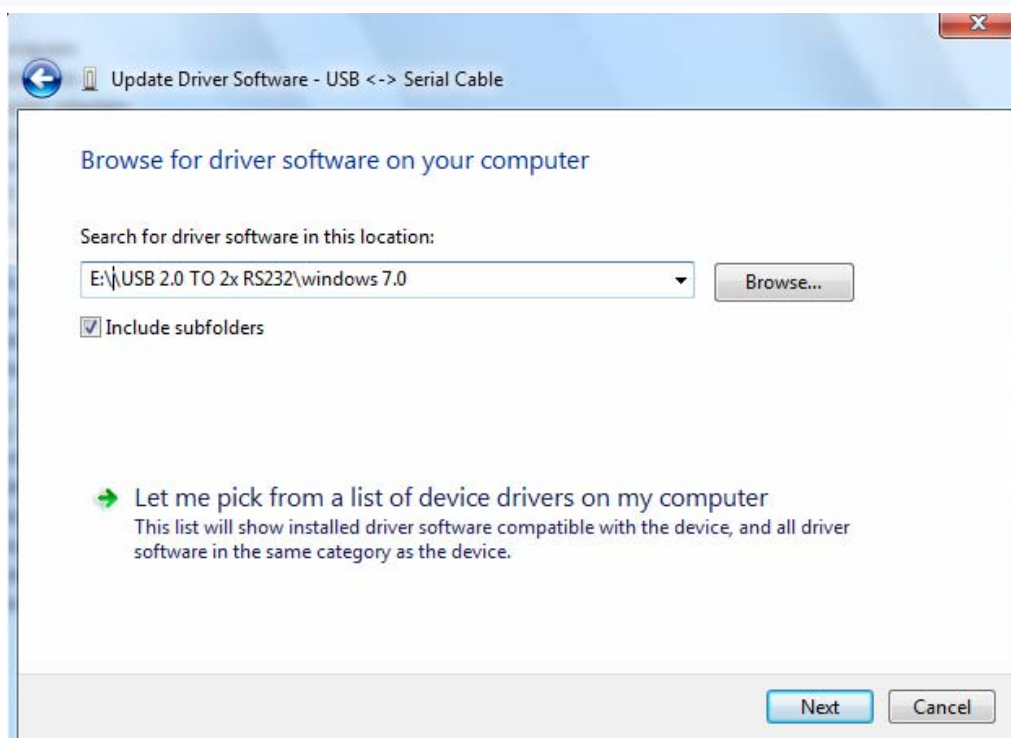 Update Driver Software - USB <-> Serial Cable
Browse for driver software on your computer
Search for driver software in this location:
E:\\USB 2.0 TO 2x RS232\windows 7.0
Browse...
Include subfolders
Let me pick from a list of device drivers on my computer
This list will show installed driver software compatible with the device, and all driver
software in the same category as the device.
Next
Cancel